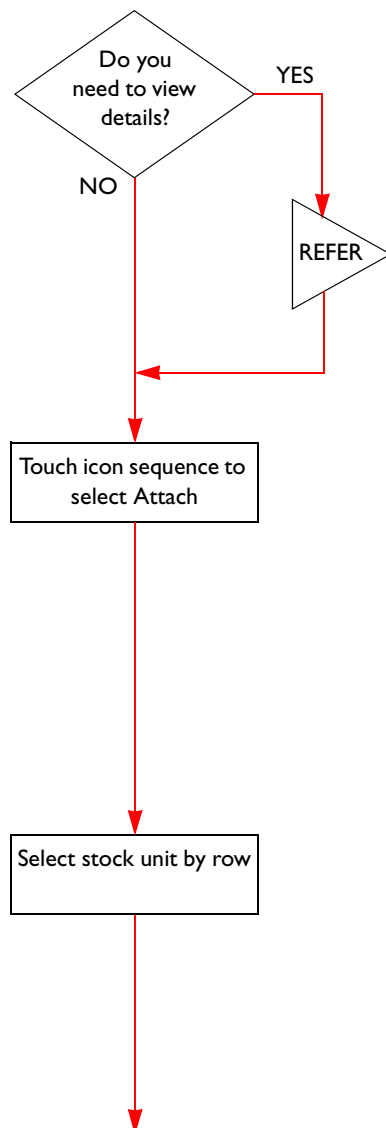 Do you
need to view
details?
YES
NO
REFER
Touch icon sequence to
select Attach
Select stock unit by row